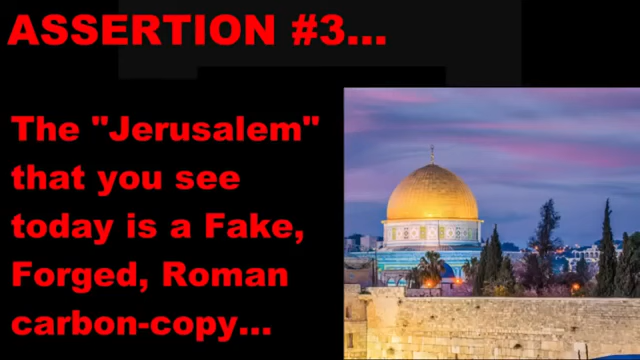 ASSERTION #3...
The "Jerusalem"
that you see
today is a Fake,
Forged, Roman
carbon-copy...